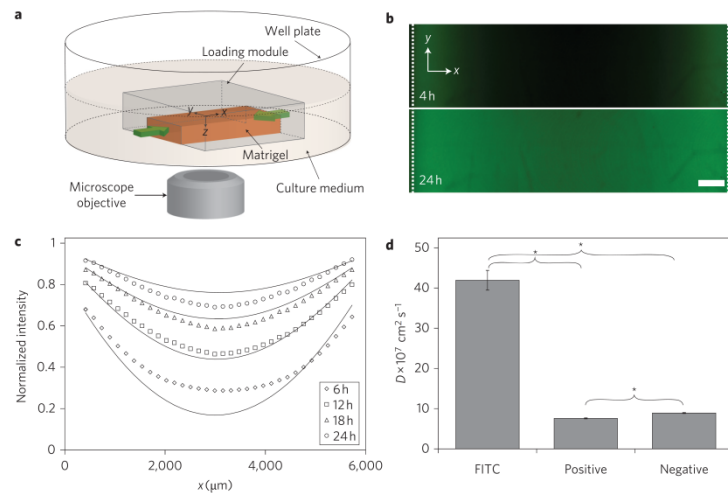 a
Well plate
Loading module
y
x
z
Matrigel
Microscope
objective
Culture medium
b
y
x
4 h
24 h
c
Normalized intensity
1
0.8
0.6
0.4
0.2
0
2,000
4,000
6,000
x (μm)
6 h
12 h
18 h
24 h
d
D × 10⁷ cm² s⁻¹
50
40
30
20
10
0
*
*
*
FITC
Positive
Negative